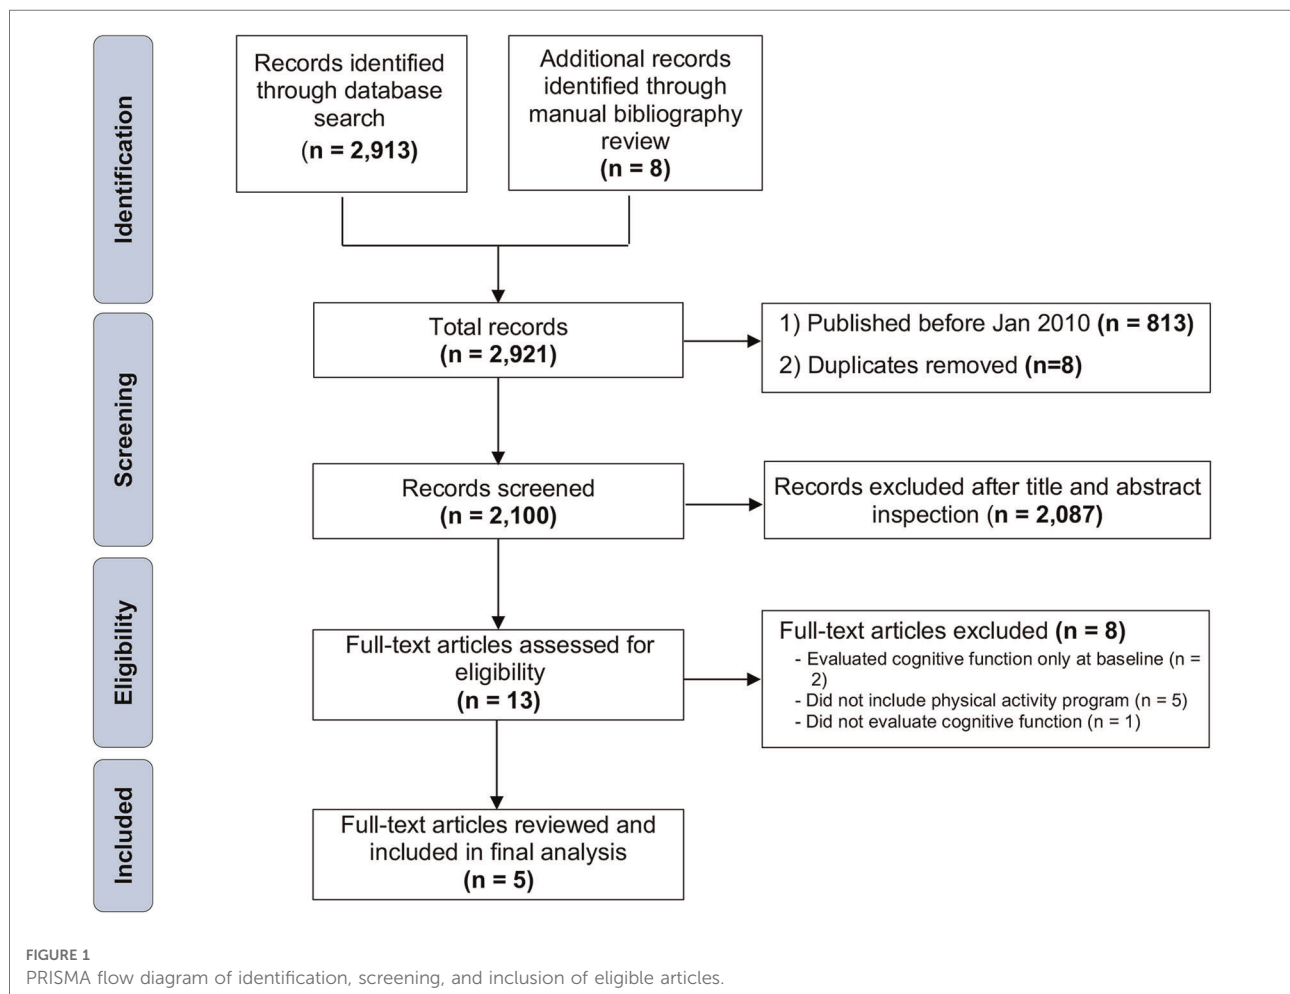 Identification
Records identified
through database
search
(n = 2,913)
Additional records
identified through
manual bibliography
review
(n = 8)
Screening
Total records
(n = 2,921)
1) Published before Jan 2010 (n = 813)
2) Duplicates removed (n=8)
Records screened
(n = 2,100)
Records excluded after title and abstract
inspection (n = 2,087)
Eligibility
Full-text articles assessed for
eligibility
(n = 13)
Full-text articles excluded (n = 8)
- Evaluated cognitive function only at baseline (n =
2)
- Did not include physical activity program (n = 5)
- Did not evaluate cognitive function (n = 1)
Included
Full-text articles reviewed and
included in final analysis
(n = 5)
FIGURE 1
PRISMA flow diagram of identification, screening, and inclusion of eligible articles.